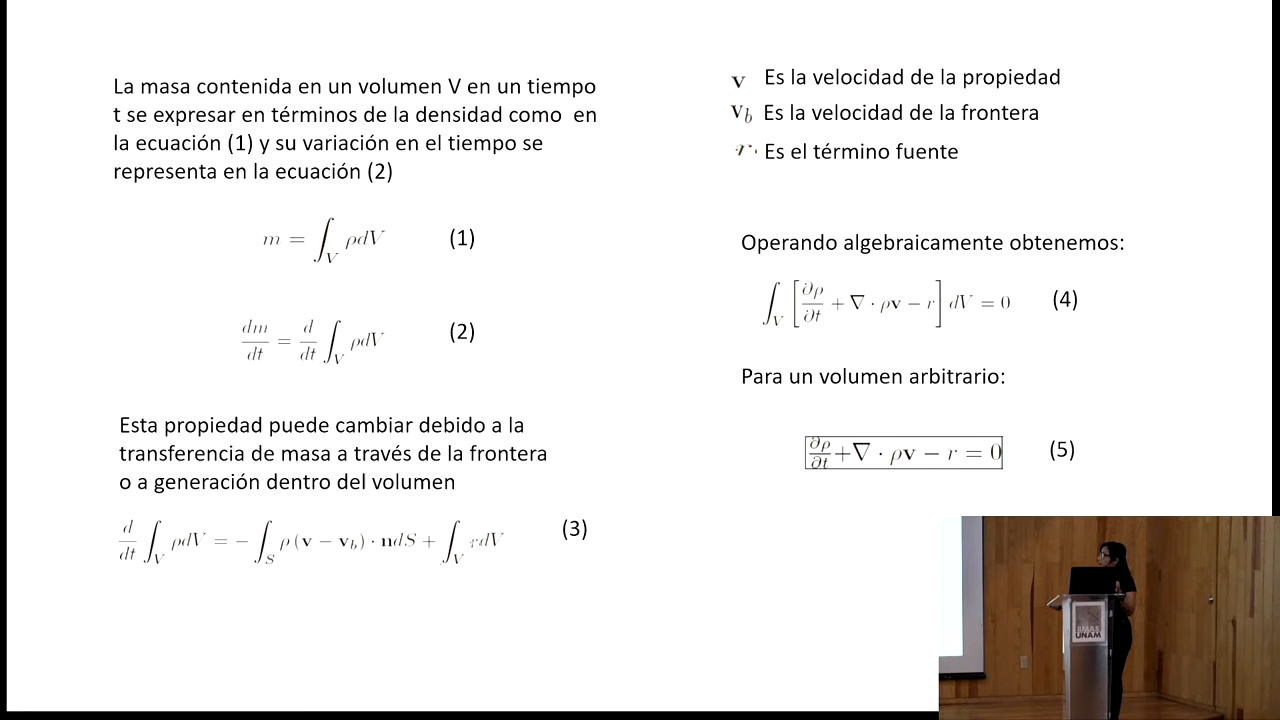 La masa contenida en un volumen V en un tiempo
t se expresar en términos de la densidad como en
la ecuación (1) y su variación en el tiempo se
representa en la ecuación (2)
m = ∫_V ρdV (1)
dm/dt = d/dt ∫_V ρdV (2)
Esta propiedad puede cambiar debido a la
transferencia de masa a través de la frontera
o a generación dentro del volumen
d/dt ∫_V ρdV = − ∫_S ρ (v − v_b) · ndS + ∫_V rdV (3)
v Es la velocidad de la propiedad
v_b Es la velocidad de la frontera
r Es el término fuente
Operando algebraicamente obtenemos:
∫_V [∂ρ/∂t + ∇ · ρv − r] dV = 0 (4)
Para un volumen arbitrario:
∂ρ/∂t + ∇ · ρv − r = 0 (5)
IIMAS
UNAM